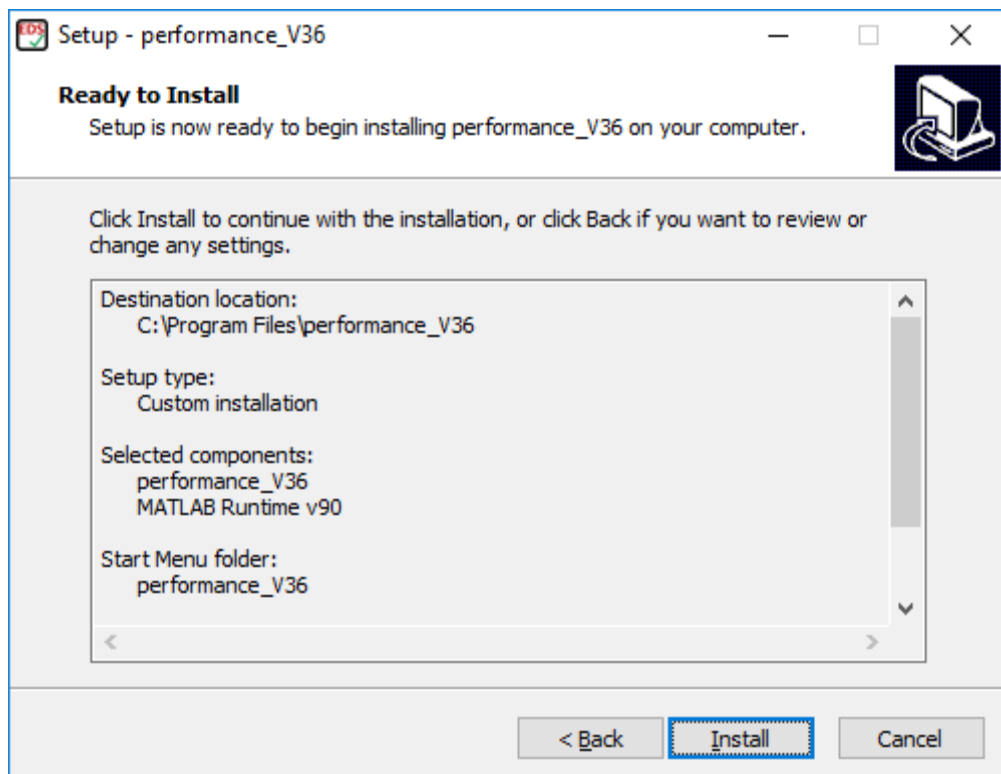 EDS
Setup - performance_V36
Ready to Install
Setup is now ready to begin installing performance_V36 on your computer.
Click Install to continue with the installation, or click Back if you want to review or
change any settings.
Destination location:
C:\Program Files\performance_V36
Setup type:
Custom installation
Selected components:
performance_V36
MATLAB Runtime v90
Start Menu folder:
performance_V36
< Back
Install
Cancel